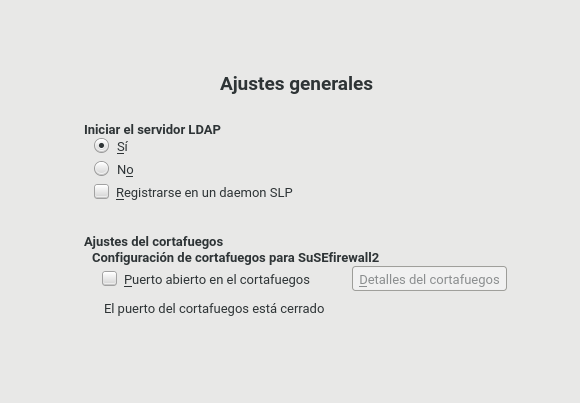 Ajustes generales
Iniciar el servidor LDAP
Sí
No
Registrarse en un daemon SLP
Ajustes del cortafuegos
Configuración de cortafuegos para SuSEfirewall2
Puerto abierto en el cortafuegos Detalles del cortafuegos
El puerto del cortafuegos está cerrado